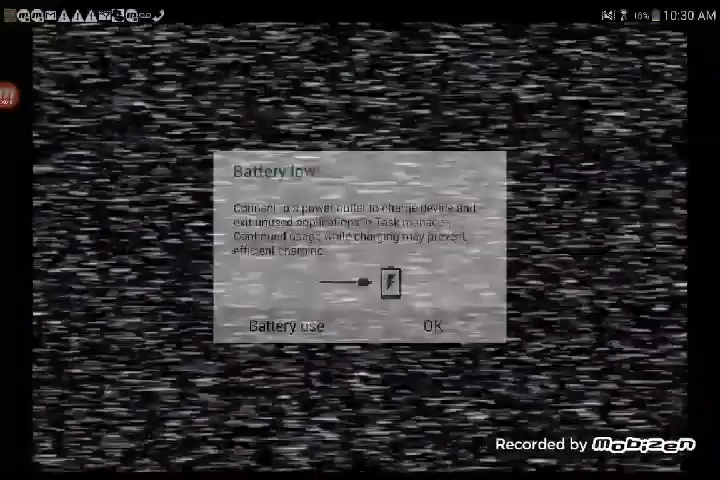 16% 10:30 AM
Battery low
Connect to a power outlet to charge device and
exit unused applications in Task manager.
Continued usage while charging may prevent
efficient charging.
Battery use OK
Recorded by Mobizen